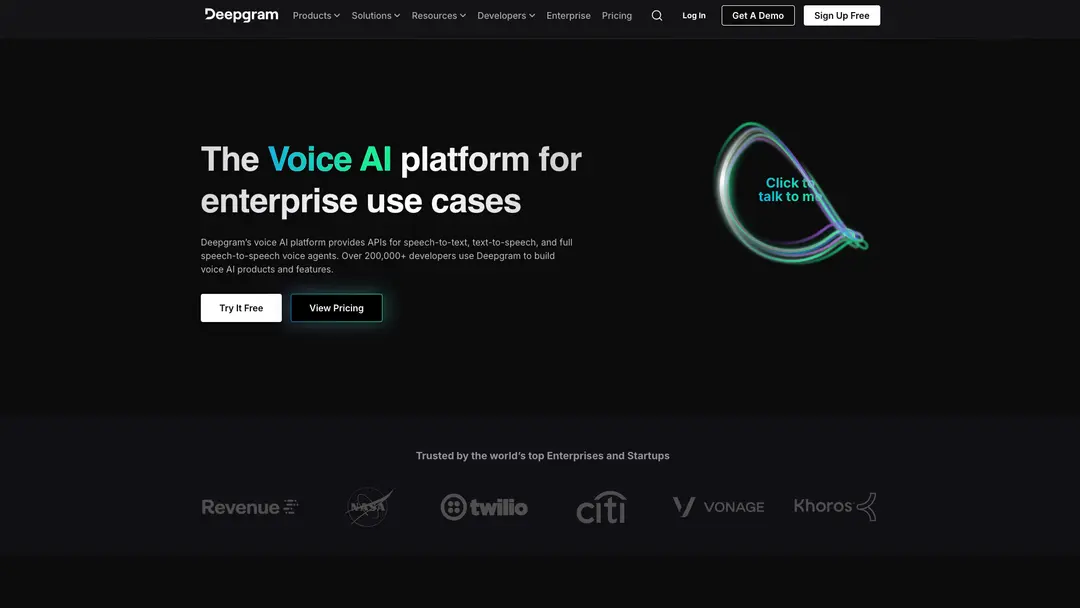 Deepgram Products Solutions Resources Developers Enterprise Pricing Log In Get A Demo Sign Up Free
The Voice AI platform for
enterprise use cases
Click to
talk to me
Deepgram's voice AI platform provides APIs for speech-to-text, text-to-speech, and full
speech-to-speech voice agents. Over 200,000+ developers use Deepgram to build
voice AI products and features.
Try It Free View Pricing
Trusted by the world's top Enterprises and Startups
Revenue NASA twilio citi VONAGE Khoros